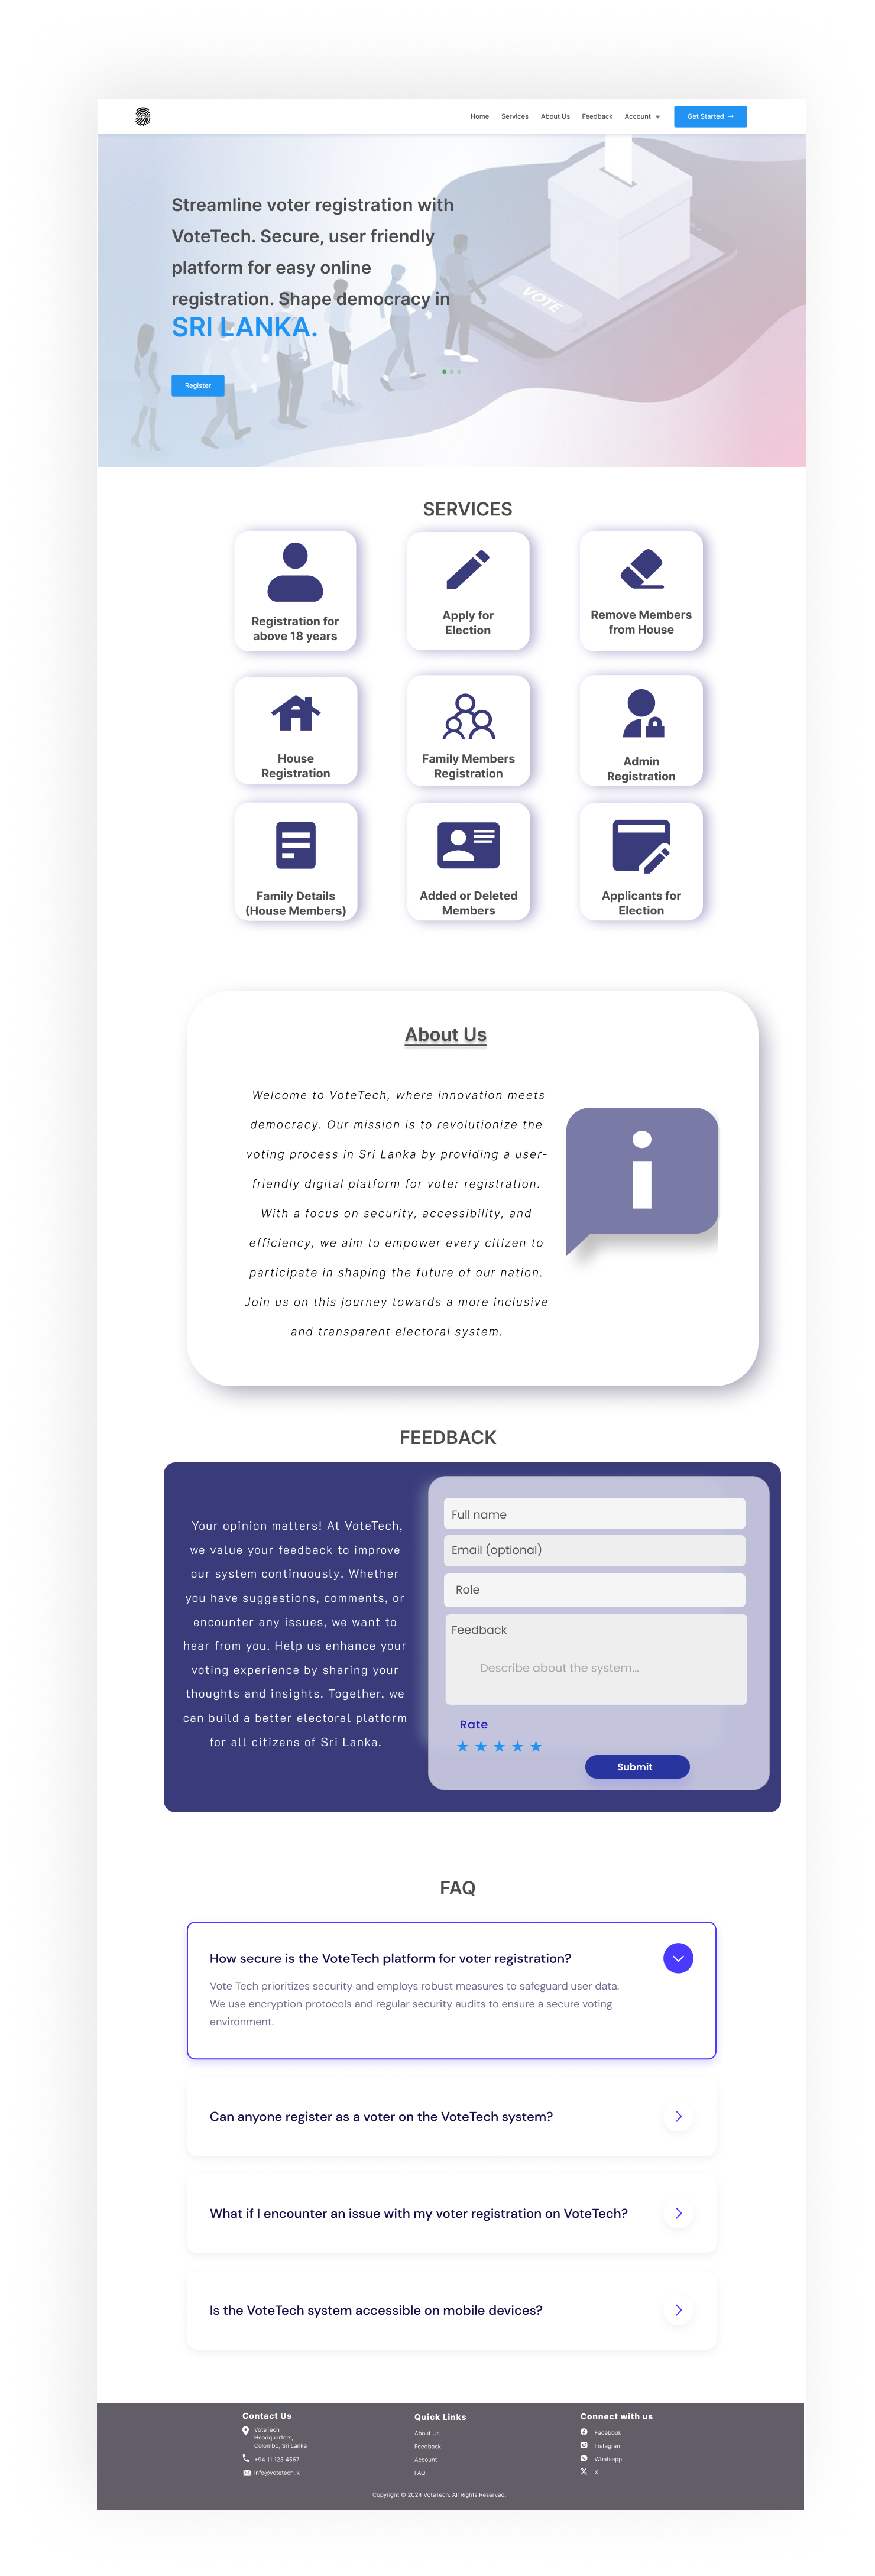 Home Services About Us Feedback Account Get Started →
Streamline voter registration with
VoteTech. Secure, user friendly
platform for easy online
registration. Shape democracy in
SRI LANKA.
VOTE
Register
SERVICES
Registration for
above 18 years
Apply for
Election
Remove Members
from House
House
Registration
Family Members
Registration
Admin
Registration
Family Details
(House Members)
Added or Deleted
Members
Applicants for
Election
About Us
Welcome to VoteTech, where innovation meets
democracy. Our mission is to revolutionize the
voting process in Sri Lanka by providing a user-
friendly digital platform for voter registration.
With a focus on security, accessibility, and
efficiency, we aim to empower every citizen to
participate in shaping the future of our nation.
Join us on this journey towards a more inclusive
and transparent electoral system.
FEEDBACK
Your opinion matters! At VoteTech,
we value your feedback to improve
our system continuously. Whether
you have suggestions, comments, or
encounter any issues, we want to
hear from you. Help us enhance your
voting experience by sharing your
thoughts and insights. Together, we
can build a better electoral platform
for all citizens of Sri Lanka.
Full name
Email (optional)
Role
Feedback
Describe about the system...
Rate
Submit
FAQ
How secure is the VoteTech platform for voter registration?
Vote Tech prioritizes security and employs robust measures to safeguard user data.
We use encryption protocols and regular security audits to ensure a secure voting
environment.
Can anyone register as a voter on the VoteTech system?
What if I encounter an issue with my voter registration on VoteTech?
Is the VoteTech system accessible on mobile devices?
Contact Us
VoteTech
Headquarters,
Colombo, Sri Lanka
+94 11 123 4567
info@votetech.lk
Quick Links
About Us
Feedback
Account
FAQ
Connect with us
Facebook
Instagram
Whatsapp
X
Copyright © 2024 VoteTech. All Rights Reserved.